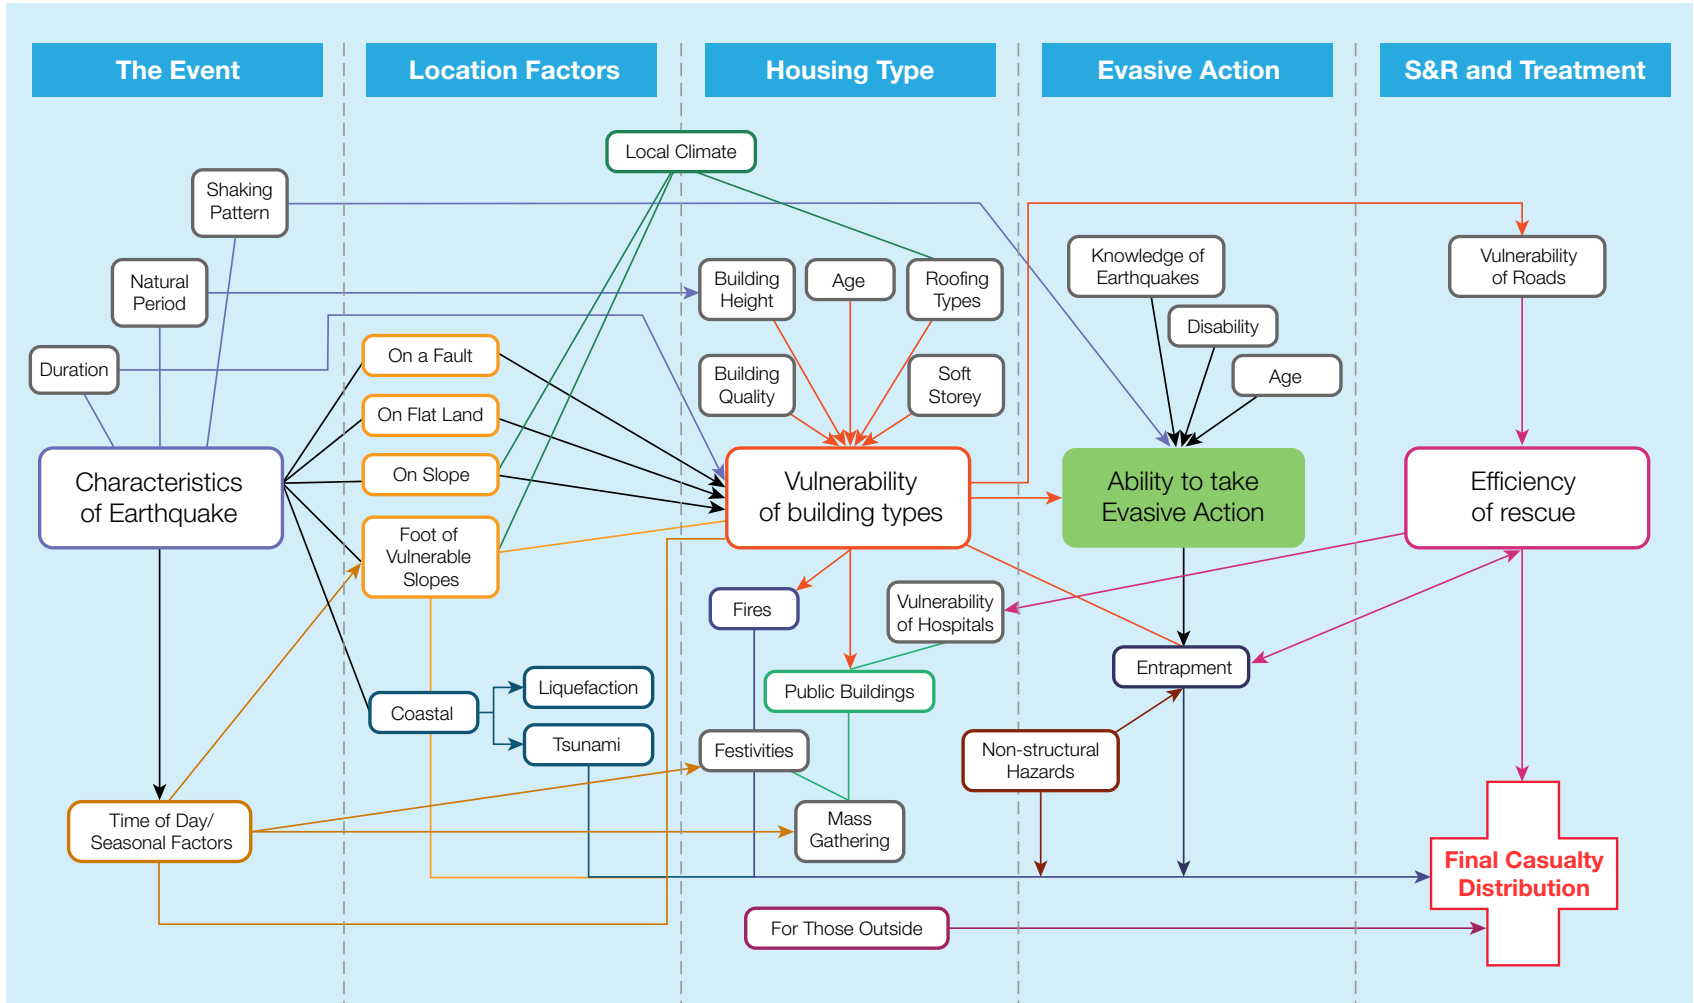 The Event
Location Factors
Housing Type
Evasive Action
S&R and Treatment
Local Climate
Shaking
Pattern
Natural
Period
Duration
Characteristics
of Earthquake
Time of Day/
Seasonal Factors
On a Fault
On Flat Land
On Slope
Foot of
Vulnerable
Slopes
Coastal
Liquefaction
Tsunami
Building
Height
Age
Roofing
Types
Building
Quality
Soft
Storey
Vulnerability
of building types
Fires
Vulnerability
of Hospitals
Public Buildings
Festivities
Mass
Gathering
For Those Outside
Knowledge of
Earthquakes
Disability
Age
Ability to take
Evasive Action
Entrapment
Non-structural
Hazards
Vulnerability
of Roads
Efficiency
of rescue
Final Casualty
Distribution